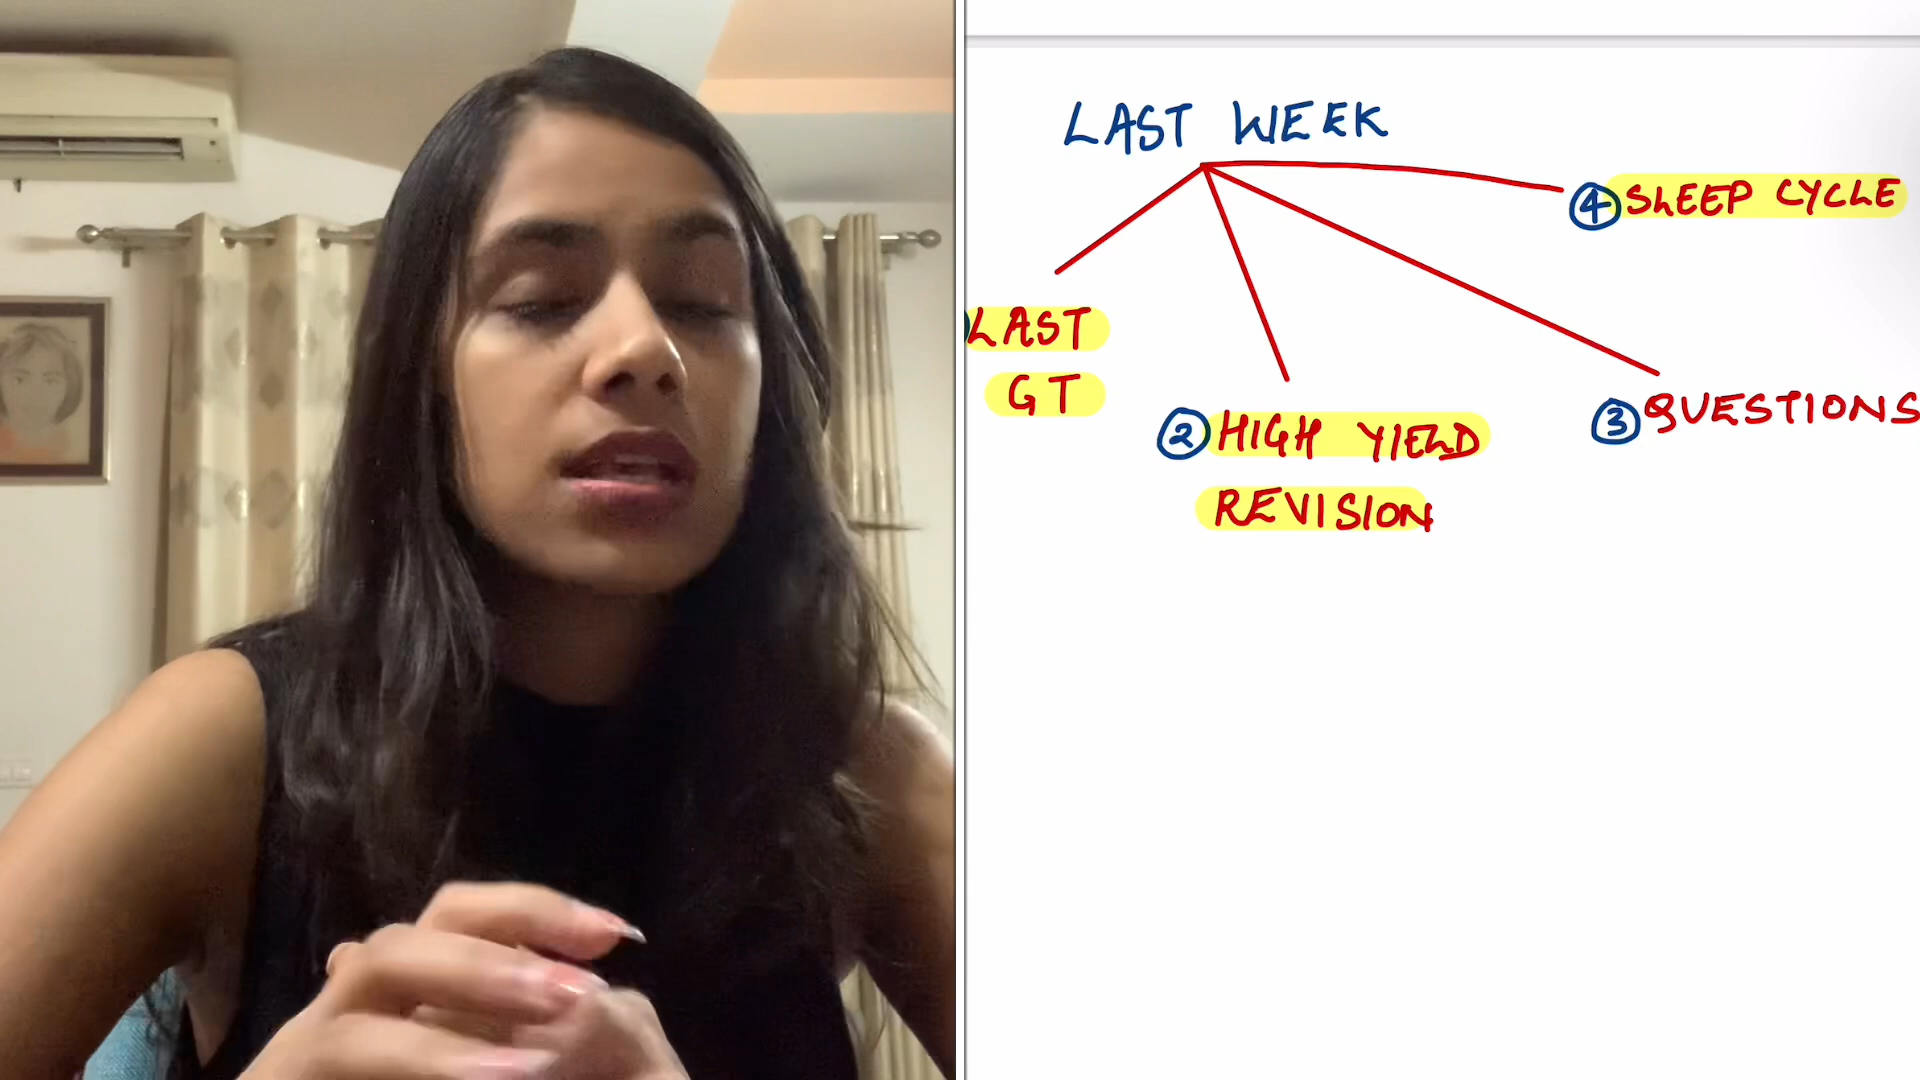 LAST WEEK
4 SLEEP CYCLE
LAST
GT
2 HIGH YIELD
REVISION
3 QUESTIONS